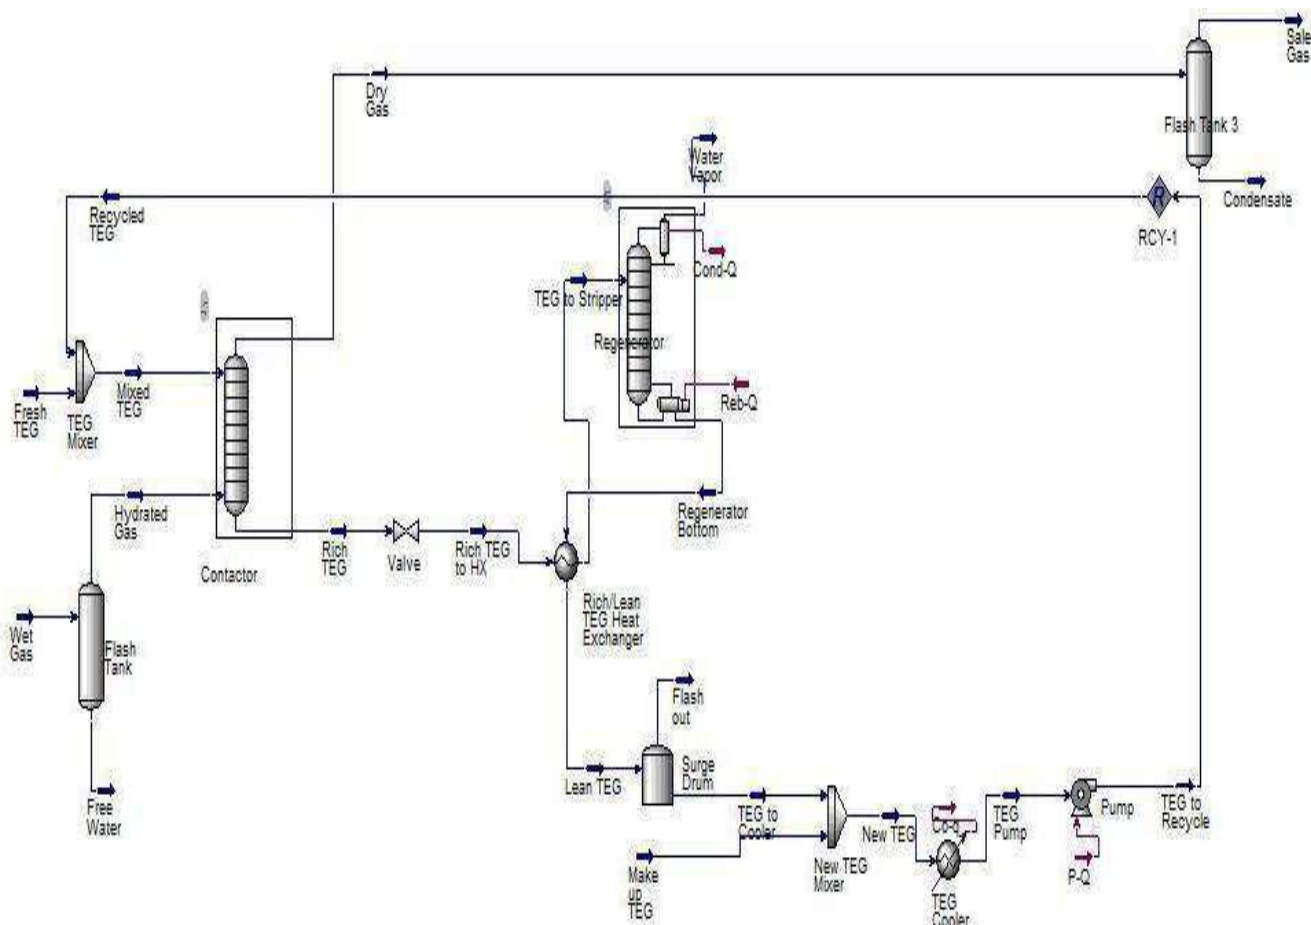 Sale
Gas
Dry
Gas
Flash Tank 3
Water
Vapor
Condensate
Recycled
TEG
R
RCY-1
Cond-Q
TEG to Stripper
Regenerator
Reb-Q
Fresh
TEG
TEG
Mixer
Mixed
TEG
Hydrated
Gas
Regenerator
Bottom
Rich
TEG
Valve
Rich TEG
to HX
Contactor
Rich/Lean
TEG Heat
Exchanger
Wet
Gas
Flash
Tank
Flash
out
Free
Water
Lean TEG
Surge
Drum
TEG to
Cooler
New TEG
Co-q
TEG
Pump
Pump
TEG to
Recycle
Make
up
TEG
New TEG
Mixer
TEG
Cooler
P-Q